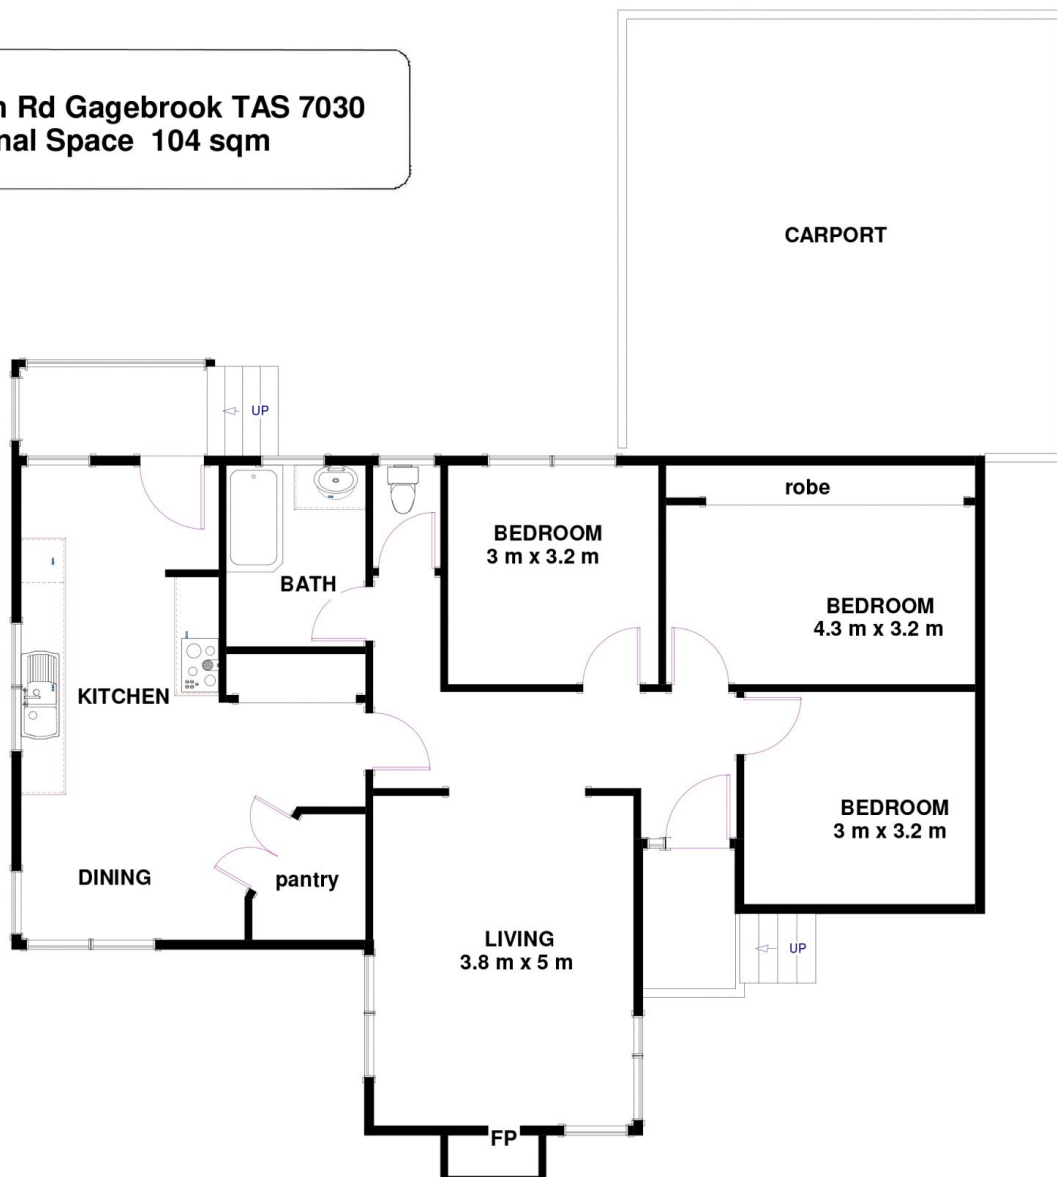 Rd Gagebrook TAS 7030
Space 104 sqm
CARPORT
UP
robe
BEDROOM
3 m x 3.2 m
BATH
BEDROOM
4.3 m x 3.2 m
KITCHEN
BEDROOM
3 m x 3.2 m
DINING
pantry
LIVING
3.8 m x 5 m
UP
FP